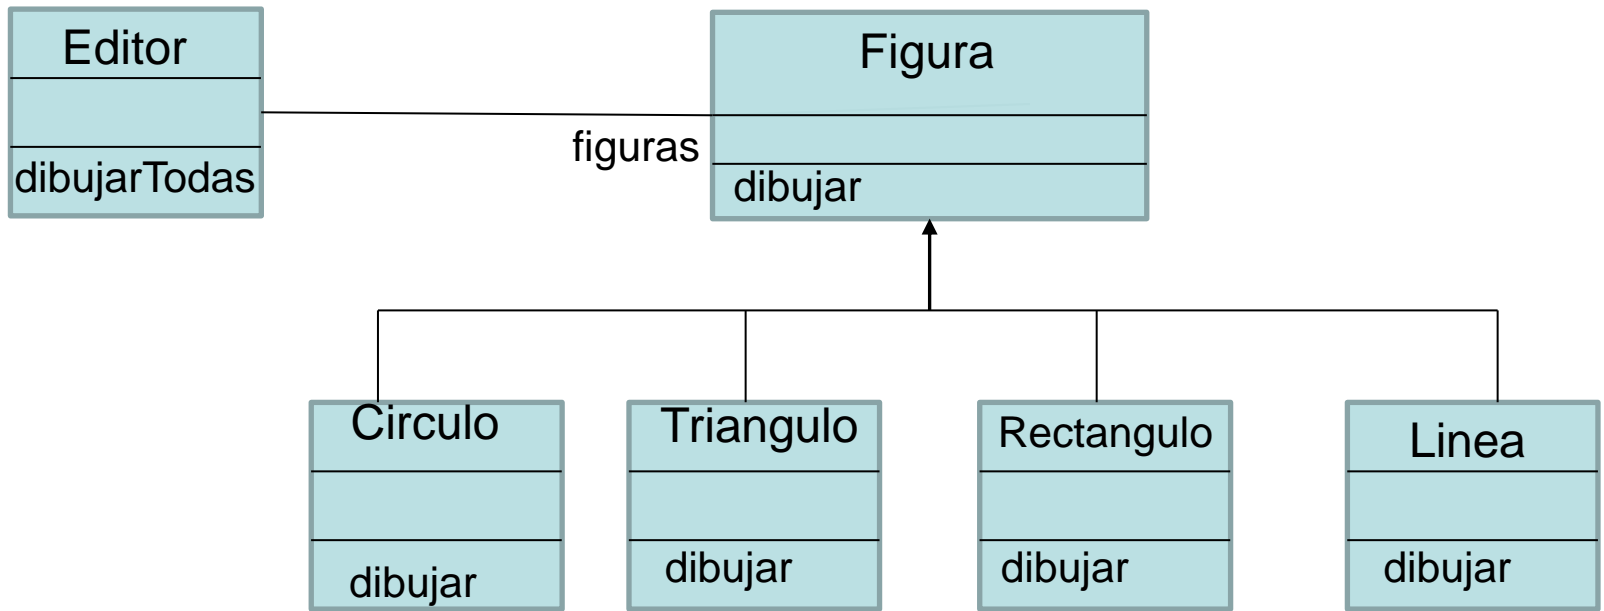 Editor
dibujarTodas
figuras
Figura
dibujar
Circulo
dibujar
Triangulo
dibujar
Rectangulo
dibujar
Linea
dibujar